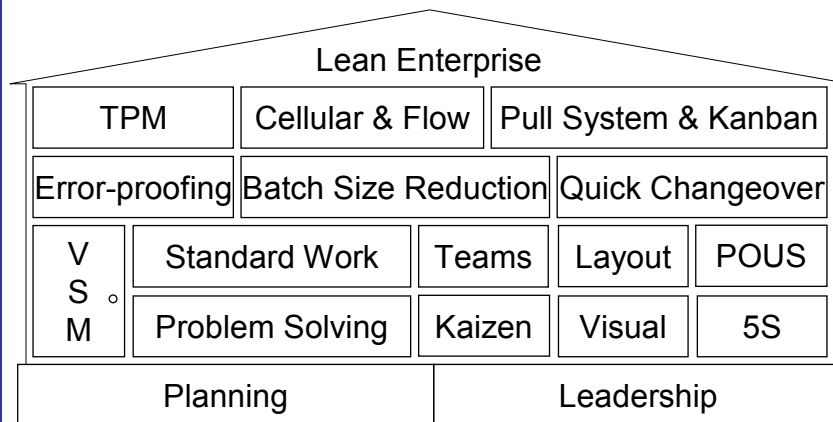 Lean Enterprise
TPM Cellular & Flow Pull System & Kanban
Error-proofing Batch Size Reduction Quick Changeover
V
S
M
Standard Work Teams Layout POUS
Problem Solving Kaizen Visual 5S
Planning Leadership